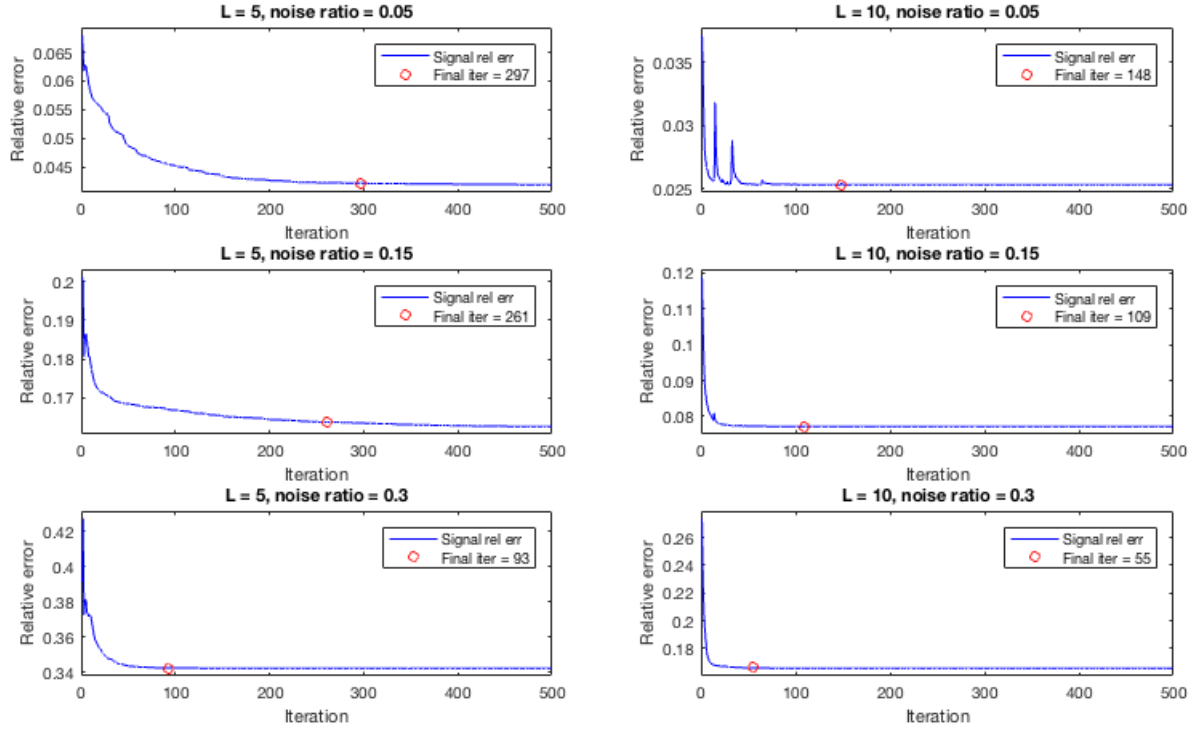 L = 5, noise ratio = 0.05
Relative error
0.065
0.06
0.055
0.05
0.045
Signal rel err
Final iter = 297
0 100 200 300 400 500
Iteration
L = 10, noise ratio = 0.05
Relative error
0.035
0.03
0.025
Signal rel err
Final iter = 148
0 100 200 300 400 500
Iteration
L = 5, noise ratio = 0.15
Relative error
0.2
0.19
0.18
0.17
Signal rel err
Final iter = 261
0 100 200 300 400 500
Iteration
L = 10, noise ratio = 0.15
Relative error
0.12
0.11
0.1
0.09
0.08
Signal rel err
Final iter = 109
0 100 200 300 400 500
Iteration
L = 5, noise ratio = 0.3
Relative error
0.42
0.4
0.38
0.36
0.34
Signal rel err
Final iter = 93
0 100 200 300 400 500
Iteration
L = 10, noise ratio = 0.3
Relative error
0.26
0.24
0.22
0.2
0.18
Signal rel err
Final iter = 55
0 100 200 300 400 500
Iteration